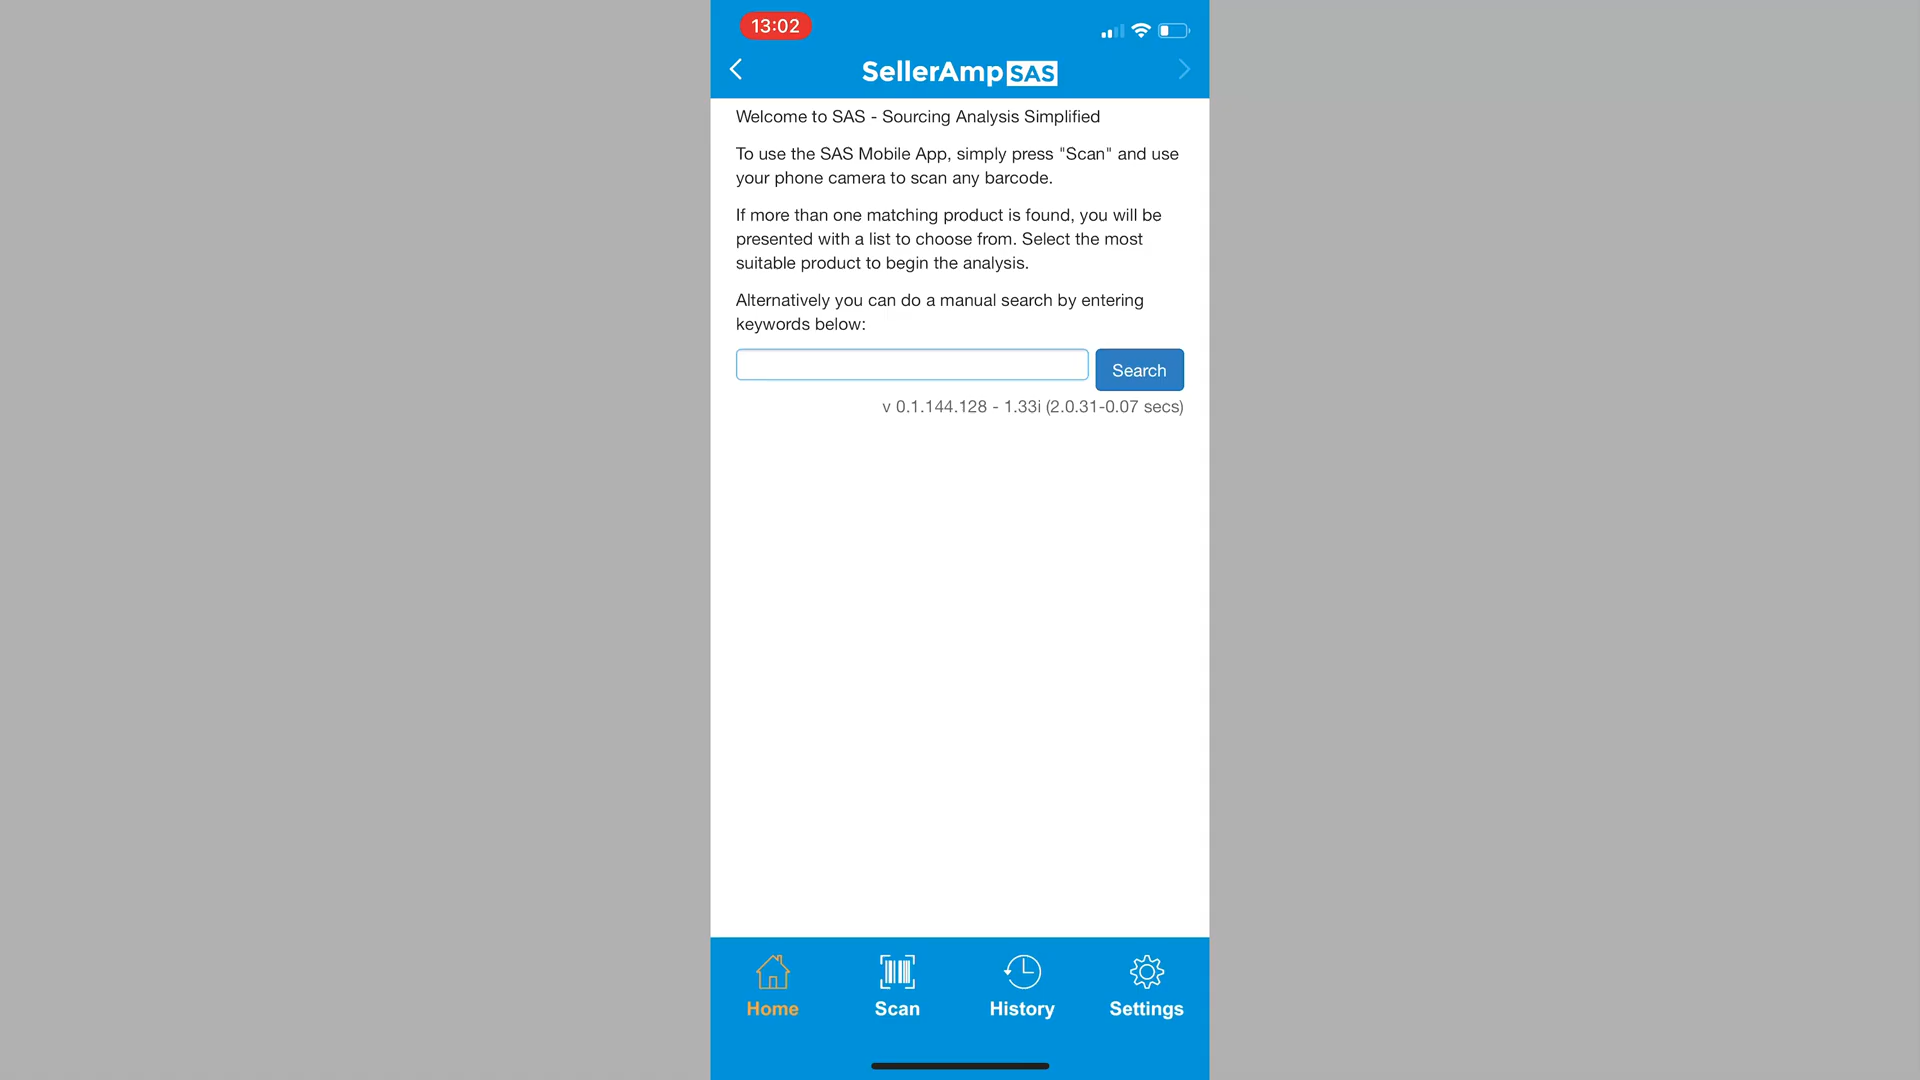 13:02
SellerAmp SAS
Welcome to SAS - Sourcing Analysis Simplified
To use the SAS Mobile App, simply press "Scan" and use
your phone camera to scan any barcode.
If more than one matching product is found, you will be
presented with a list to choose from. Select the most
suitable product to begin the analysis.
Alternatively you can do a manual search by entering
keywords below:
Search
v 0.1.144.128 - 1.33i (2.0.31-0.07 secs)
Home Scan History Settings